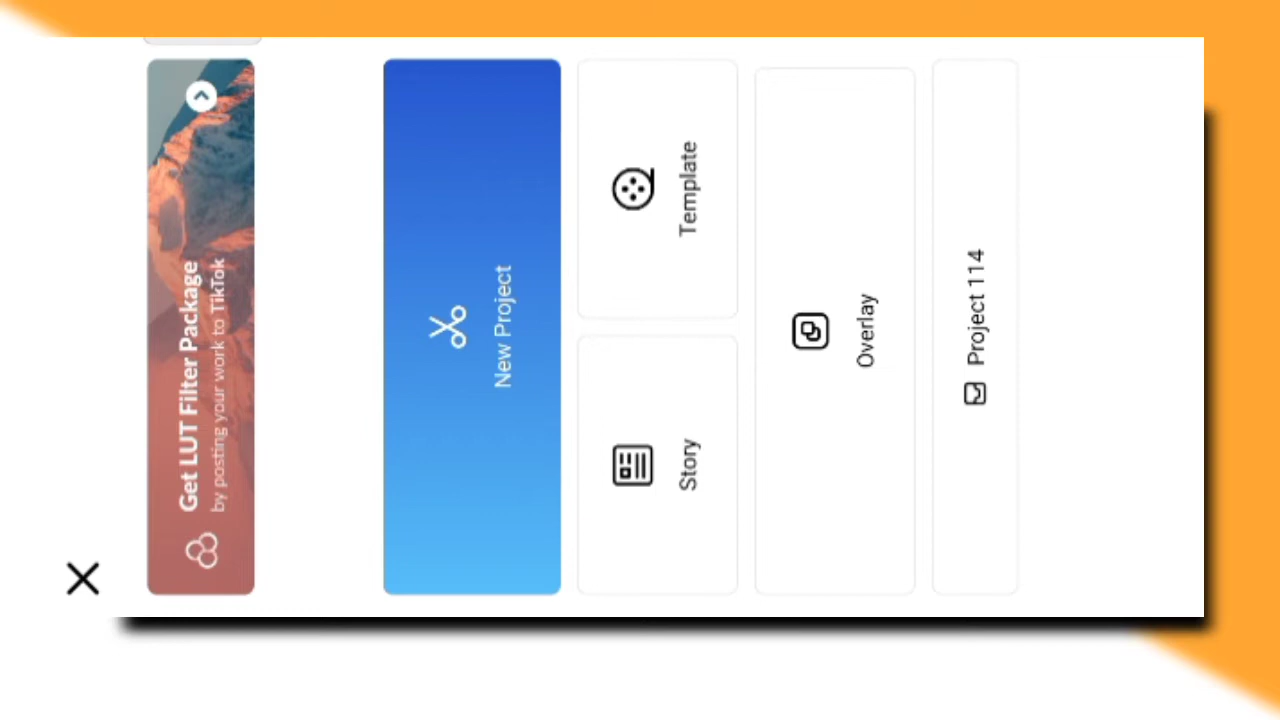 Get LUT Filter Package
by posting your work to TikTok
New Project
Story
Template
Overlay
Project 114